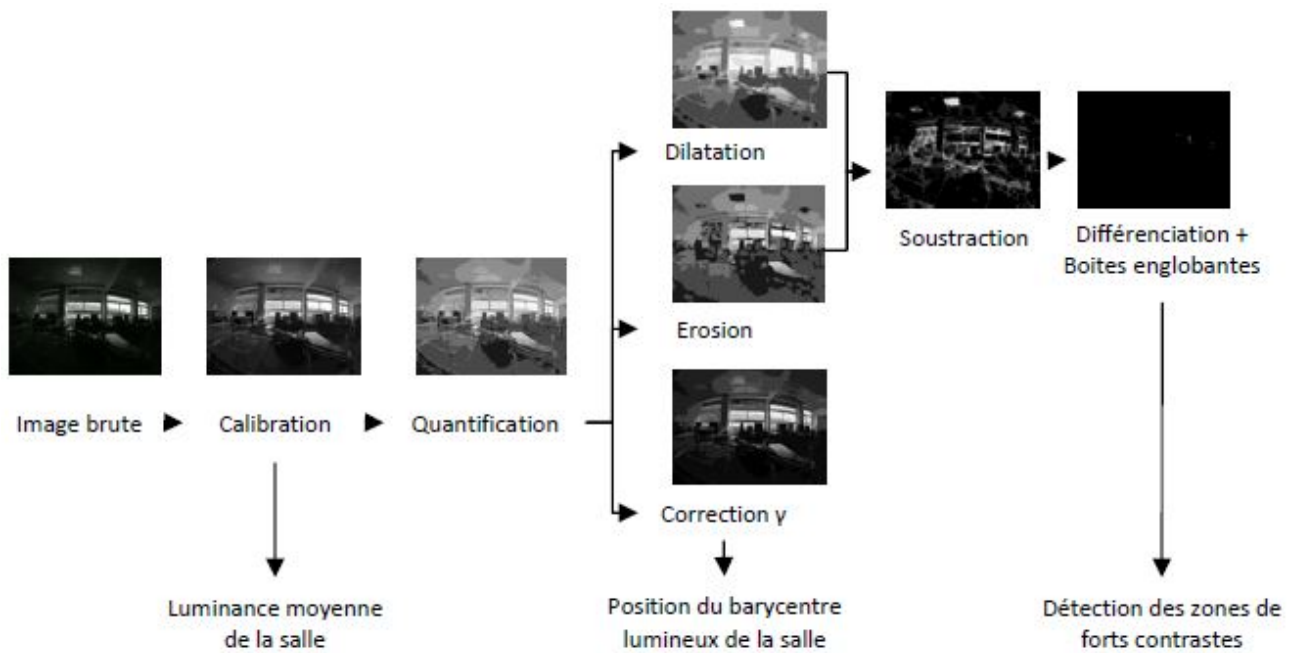 Dilatation
Soustraction
Différenciation +
Boites englobantes
Erosion
Image brute
Calibration
Quantification
Correction γ
Luminance moyenne
de la salle
Position du barycentre
lumineux de la salle
Détection des zones de
forts contrastes